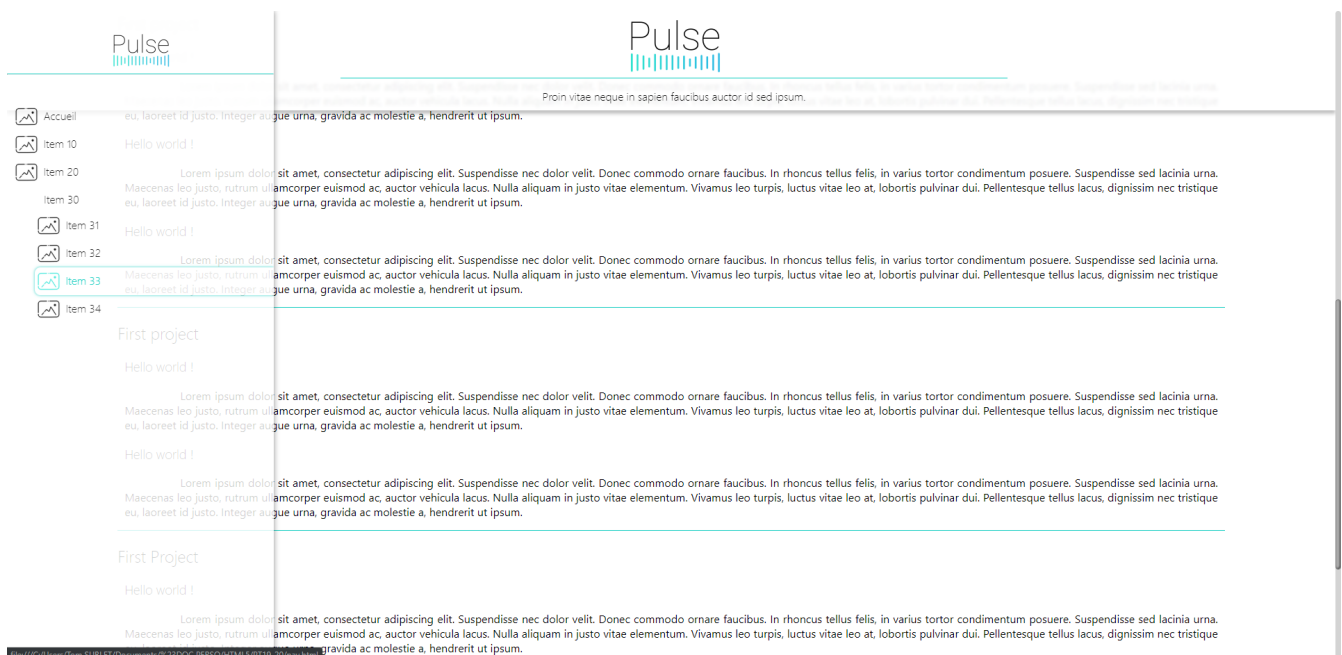 Pulse
Pulse
Proin vitae neque in sapien faucibus auctor id sed ipsum.
Accueil
Item 10
Item 20
Item 30
Item 31
Item 32
Item 33
Item 34
eu, laoreet id justo. Integer augue urna, gravida ac molestie a, hendrerit ut ipsum.
Hello world !
Lorem ipsum dolor sit amet, consectetur adipiscing elit. Suspendisse nec dolor velit. Donec commodo ornare faucibus. In rhoncus tellus felis, in varius tortor condimentum posuere. Suspendisse sed lacinia urna.
Maecenas leo justo, rutrum ullamcorper euismod ac, auctor vehicula lacus. Nulla aliquam in justo vitae elementum. Vivamus leo turpis, luctus vitae leo at, lobortis pulvinar dui. Pellentesque tellus lacus, dignissim nec tristique
eu, laoreet id justo. Integer augue urna, gravida ac molestie a, hendrerit ut ipsum.
Hello world !
Lorem ipsum dolor sit amet, consectetur adipiscing elit. Suspendisse nec dolor velit. Donec commodo ornare faucibus. In rhoncus tellus felis, in varius tortor condimentum posuere. Suspendisse sed lacinia urna.
Maecenas leo justo, rutrum ullamcorper euismod ac, auctor vehicula lacus. Nulla aliquam in justo vitae elementum. Vivamus leo turpis, luctus vitae leo at, lobortis pulvinar dui. Pellentesque tellus lacus, dignissim nec tristique
eu, laoreet id justo. Integer augue urna, gravida ac molestie a, hendrerit ut ipsum.
First project
Hello world !
Lorem ipsum dolor sit amet, consectetur adipiscing elit. Suspendisse nec dolor velit. Donec commodo ornare faucibus. In rhoncus tellus felis, in varius tortor condimentum posuere. Suspendisse sed lacinia urna.
Maecenas leo justo, rutrum ullamcorper euismod ac, auctor vehicula lacus. Nulla aliquam in justo vitae elementum. Vivamus leo turpis, luctus vitae leo at, lobortis pulvinar dui. Pellentesque tellus lacus, dignissim nec tristique
eu, laoreet id justo. Integer augue urna, gravida ac molestie a, hendrerit ut ipsum.
Hello world !
Lorem ipsum dolor sit amet, consectetur adipiscing elit. Suspendisse nec dolor velit. Donec commodo ornare faucibus. In rhoncus tellus felis, in varius tortor condimentum posuere. Suspendisse sed lacinia urna.
Maecenas leo justo, rutrum ullamcorper euismod ac, auctor vehicula lacus. Nulla aliquam in justo vitae elementum. Vivamus leo turpis, luctus vitae leo at, lobortis pulvinar dui. Pellentesque tellus lacus, dignissim nec tristique
eu, laoreet id justo. Integer augue urna, gravida ac molestie a, hendrerit ut ipsum.
First Project
Hello world !
Lorem ipsum dolor sit amet, consectetur adipiscing elit. Suspendisse nec dolor velit. Donec commodo ornare faucibus. In rhoncus tellus felis, in varius tortor condimentum posuere. Suspendisse sed lacinia urna.
Maecenas leo justo, rutrum ullamcorper euismod ac, auctor vehicula lacus. Nulla aliquam in justo vitae elementum. Vivamus leo turpis, luctus vitae leo at, lobortis pulvinar dui. Pellentesque tellus lacus, dignissim nec tristique
gravida ac molestie a, hendrerit ut ipsum.